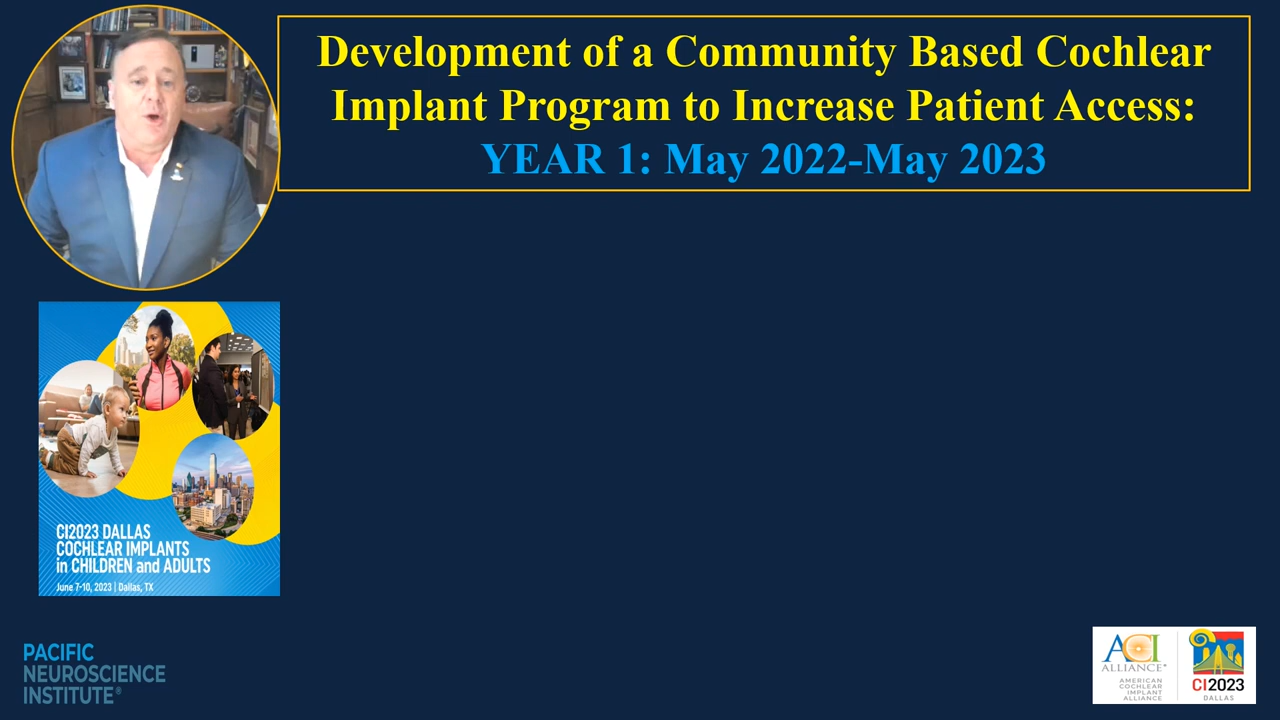 Development of a Community Based Cochlear
Implant Program to Increase Patient Access:
YEAR 1: May 2022-May 2023
CI2023 DALLAS
COCHLEAR IMPLANTS
in CHILDREN and ADULTS
June 7-10, 2023 | Dallas, TX
PACIFIC
NEUROSCIENCE
INSTITUTE®
ACI
ALLIANCE
AMERICAN
COCHLEAR
IMPLANT
ALLIANCE
CI2023
DALLAS